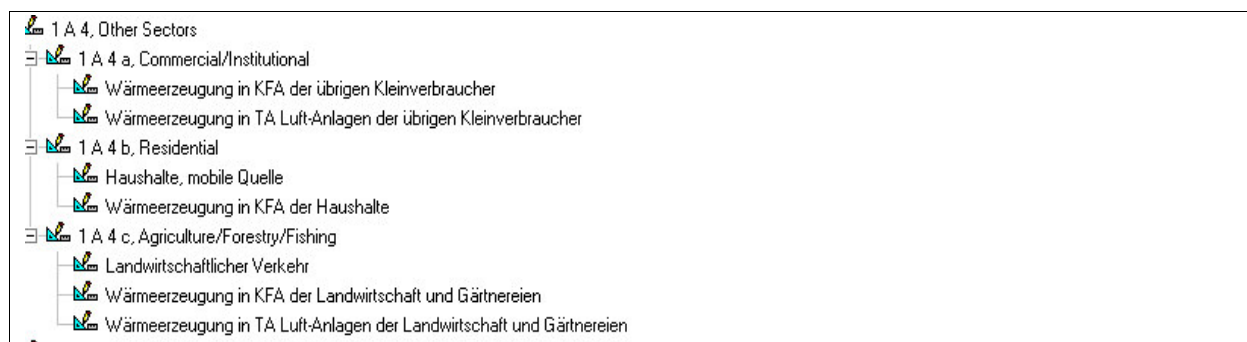 1 A 4, Other Sectors
1 A 4 a, Commercial/Institutional
Wärmeerzeugung in KFA der übrigen Kleinverbraucher
Wärmeerzeugung in TA Luft-Anlagen der übrigen Kleinverbraucher
1 A 4 b, Residential
Haushalte, mobile Quelle
Wärmeerzeugung in KFA der Haushalte
1 A 4 c, Agriculture/Forestry/Fishing
Landwirtschaftlicher Verkehr
Wärmeerzeugung in KFA der Landwirtschaft und Gärtnereien
Wärmeerzeugung in TA Luft-Anlagen der Landwirtschaft und Gärtnereien